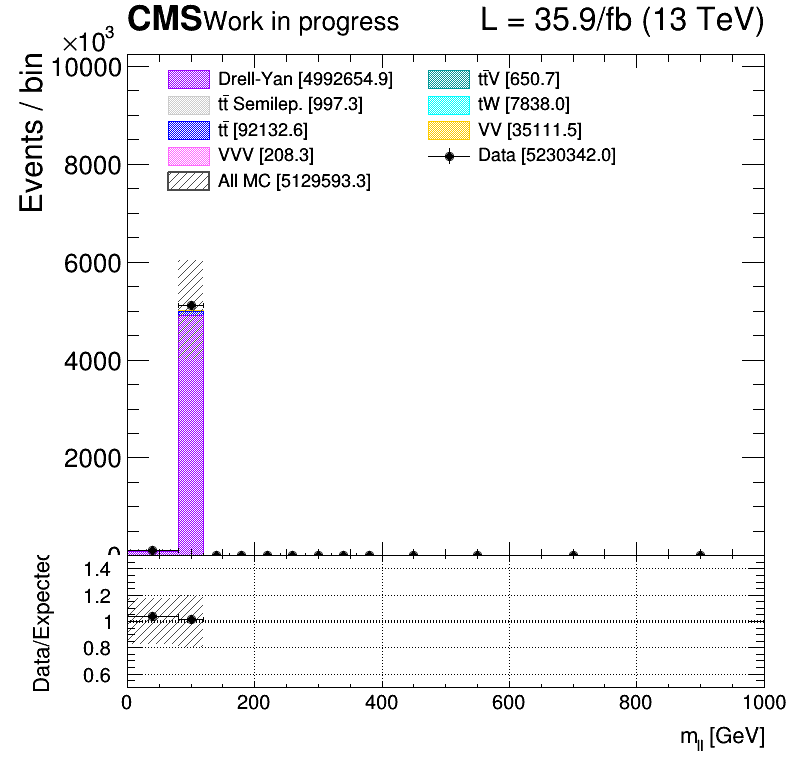 CMS Work in progress L = 35.9/fb (13 TeV)
×10³
Events / bin
10000
8000
6000
4000
2000
0
Drell-Yan [4992654.9]
tt̄ Semilep. [997.3]
tt̄ [92132.6]
VVV [208.3]
All MC [5129593.3]
tt̄V [650.7]
tW [7838.0]
VV [35111.5]
Data [5230342.0]
Data/Expected
1.4
1.2
1
0.8
0.6
0 200 400 600 800 1000
mll [GeV]